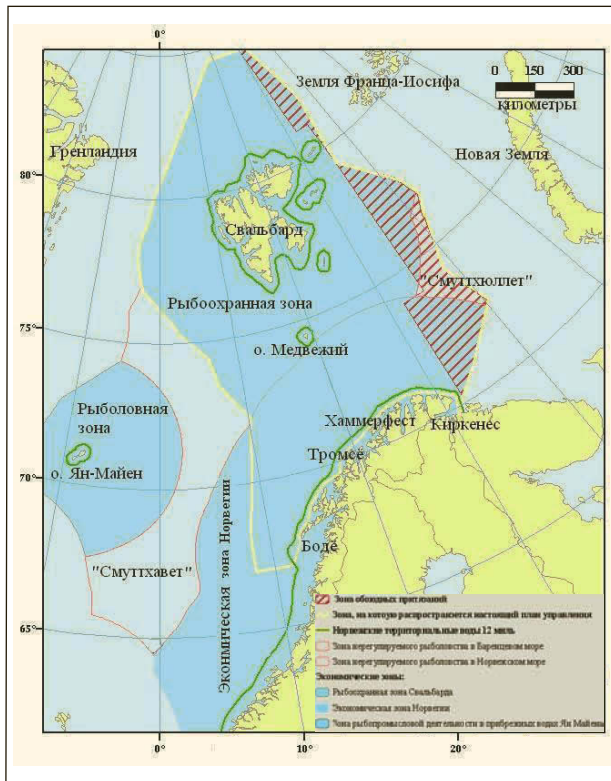 0°
Земля Франца-Иосифа
0 150 300
километры
Гренландия
Новая Земля
80°
Свальбард
"Смуттхюллет"
Рыбоохранная зона
75°
о. Медвежий
Рыболовная
зона
Хаммерфест
Киркенес
Тромсё
о. Ян-Майен
70°
Экономическая зона Норвегии
Бодё
"Смуттхавет"
Зона обоюдных притязаний
Зона, на которую распространяется настоящий план управления
Норвежские территориальные воды 12 миль
Зона нерегулируемого рыболовства в Баренцевом море
Зона нерегулируемого рыболовства в Норвежском море
65°
Экономические зоны:
Рыбоохранная зона Свальбарда
Экономическая зона Норвегии
Зона рыбопромысловой деятельности в прибрежных водах Ян Майена
0°
10°
20°